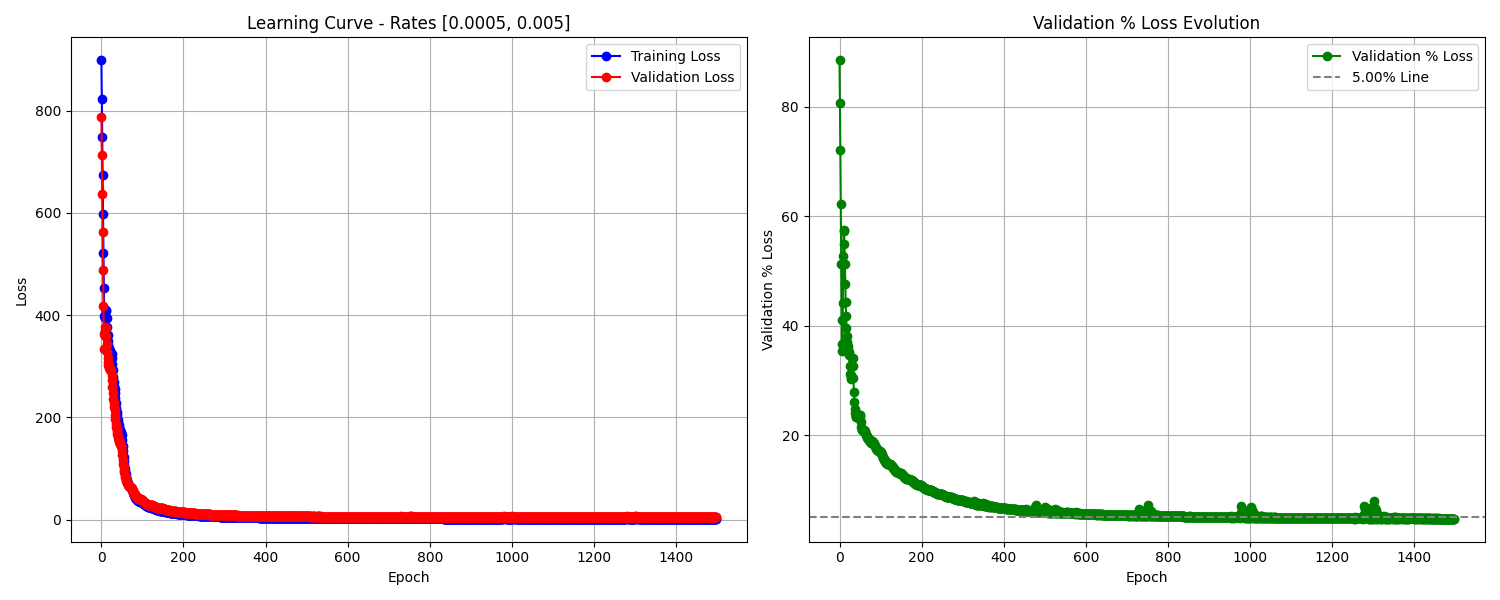 Learning Curve - Rates [0.0005, 0.005]
Training Loss
Validation Loss
800
600
400
200
0
Loss
0 200 400 600 800 1000 1200 1400
Epoch
Validation % Loss Evolution
Validation % Loss
5.00% Line
80
60
40
20
Validation % Loss
0 200 400 600 800 1000 1200 1400
Epoch